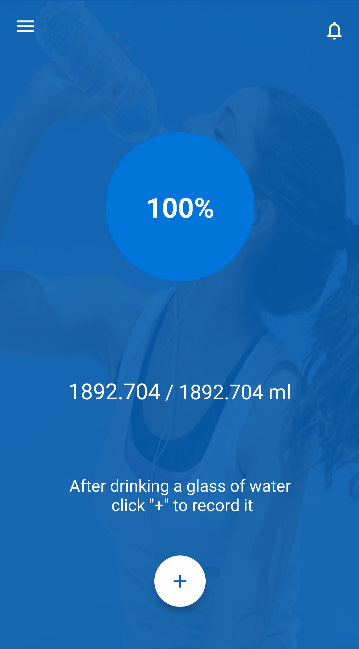 100%
1892.704 / 1892.704 ml
After drinking a glass of water
click "+" to record it
+